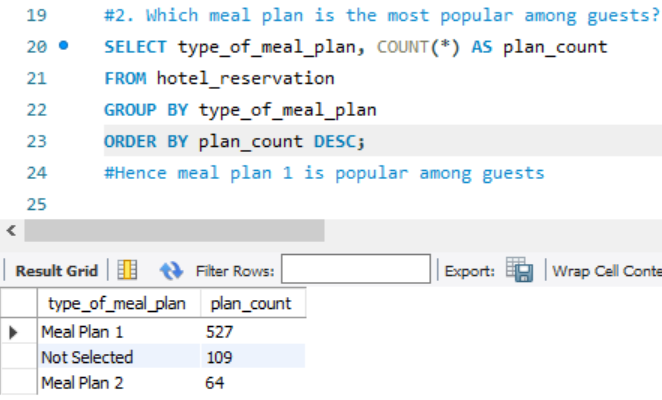 19 #2. Which meal plan is the most popular among guests?
20 SELECT type_of_meal_plan, COUNT(*) AS plan_count
21 FROM hotel_reservation
22 GROUP BY type_of_meal_plan
23 ORDER BY plan_count DESC;
24 #Hence meal plan 1 is popular among guests
25
Result Grid Filter Rows: Export: Wrap Cell Conte
type_of_meal_plan plan_count
Meal Plan 1 527
Not Selected 109
Meal Plan 2 64